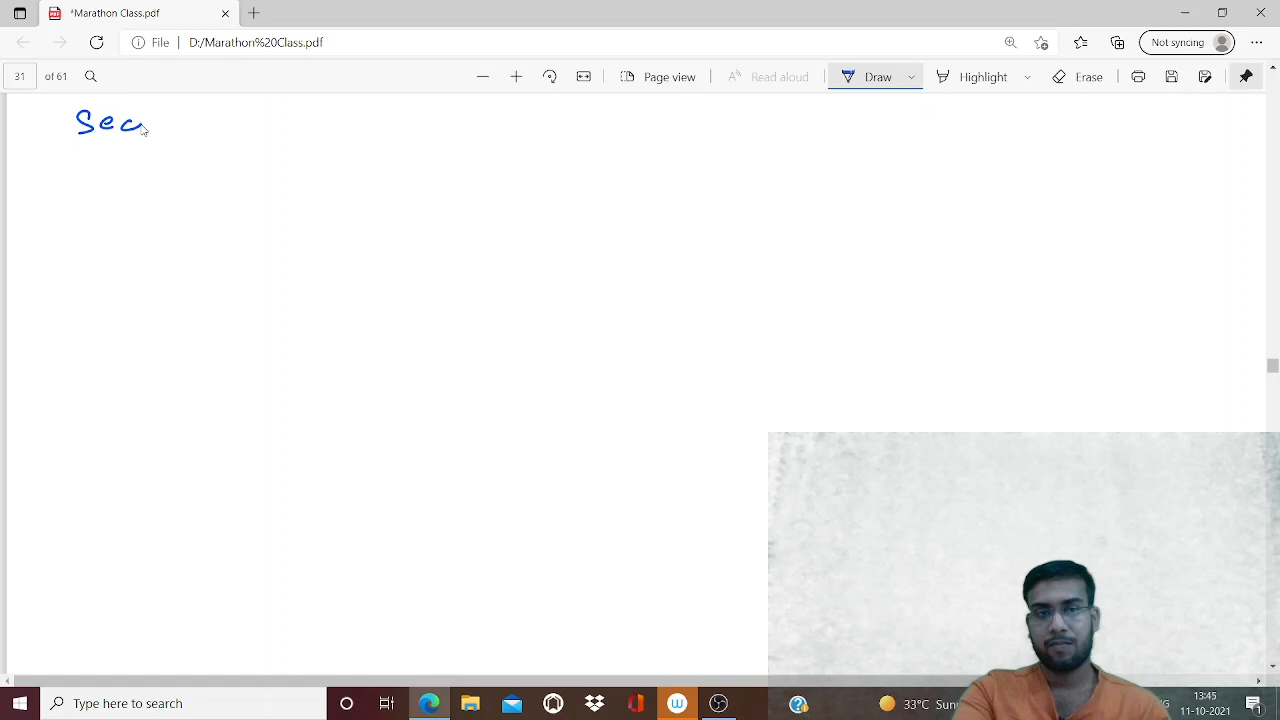 *Marathon Class.pdf
File D:/Marathon%20Class.pdf Not syncing
31 of 61 Page view Read aloud Draw Highlight Erase
Sec
Type here to search 33°C Sun 13:45
11-10-2021